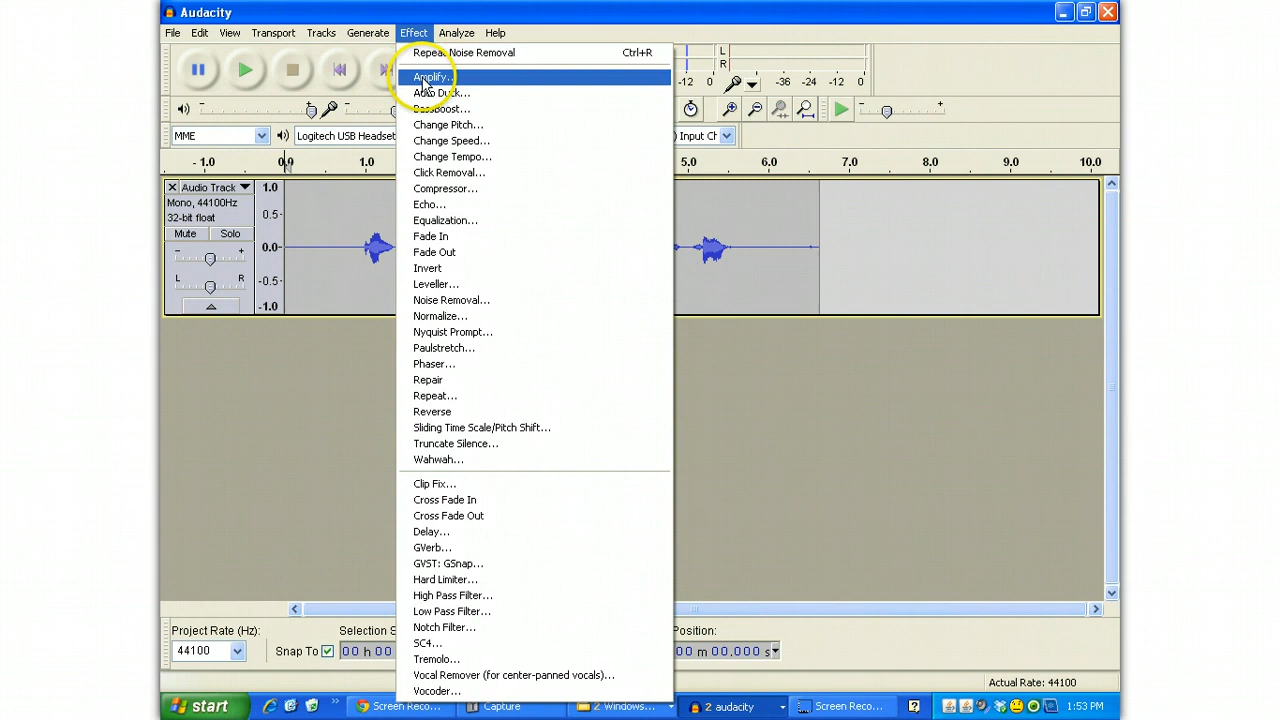 Audacity
File Edit View Transport Tracks Generate Effect Analyze Help
Repeat Noise Removal Ctrl+R
Amplify...
Auto Duck...
BassBoost...
Change Pitch...
Change Speed...
Change Tempo...
Click Removal...
Compressor...
Echo...
Equalization...
Fade In
Fade Out
Invert
Leveller...
Noise Removal...
Normalize...
Nyquist Prompt...
Paulstretch...
Phaser...
Repair
Repeat...
Reverse
Sliding Time Scale/Pitch Shift...
Truncate Silence...
Wahwah...
Clip Fix...
Cross Fade In
Cross Fade Out
Delay...
GVerb...
GVST: GSnap...
Hard Limiter...
High Pass Filter...
Low Pass Filter...
Notch Filter...
SC4...
Tremolo...
Vocal Remover (for center-panned vocals)...
Vocoder...
L
R
-12 0
-36 -24 -12 0
- + - +
- +
MME Logitech USB Headset ) Input Ch
- 1.0 0.0 1.0 5.0 6.0 7.0 8.0 9.0 10.0
Audio Track
Mono, 44100Hz
32-bit float
Mute Solo
- +
L R
1.0
0.5-
0.0-
-0.5-
-1.0
Project Rate (Hz): Selection S Position:
44100 Snap To 00 h 00 00 m 00.000 s
Actual Rate: 44100
start Screen Reco... Capture 2 Windows... 2 audacity Screen Reco... 1:53 PM